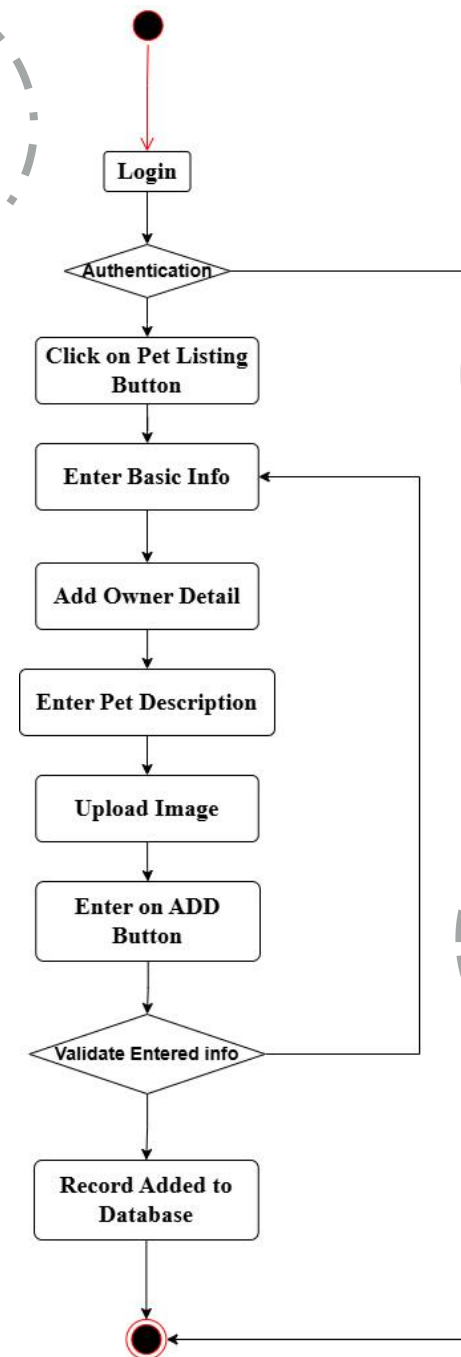 Login
Authentication
Click on Pet Listing
Button
Enter Basic Info
Add Owner Detail
Enter Pet Description
Upload Image
Enter on ADD
Button
Validate Entered info
Record Added to
Database